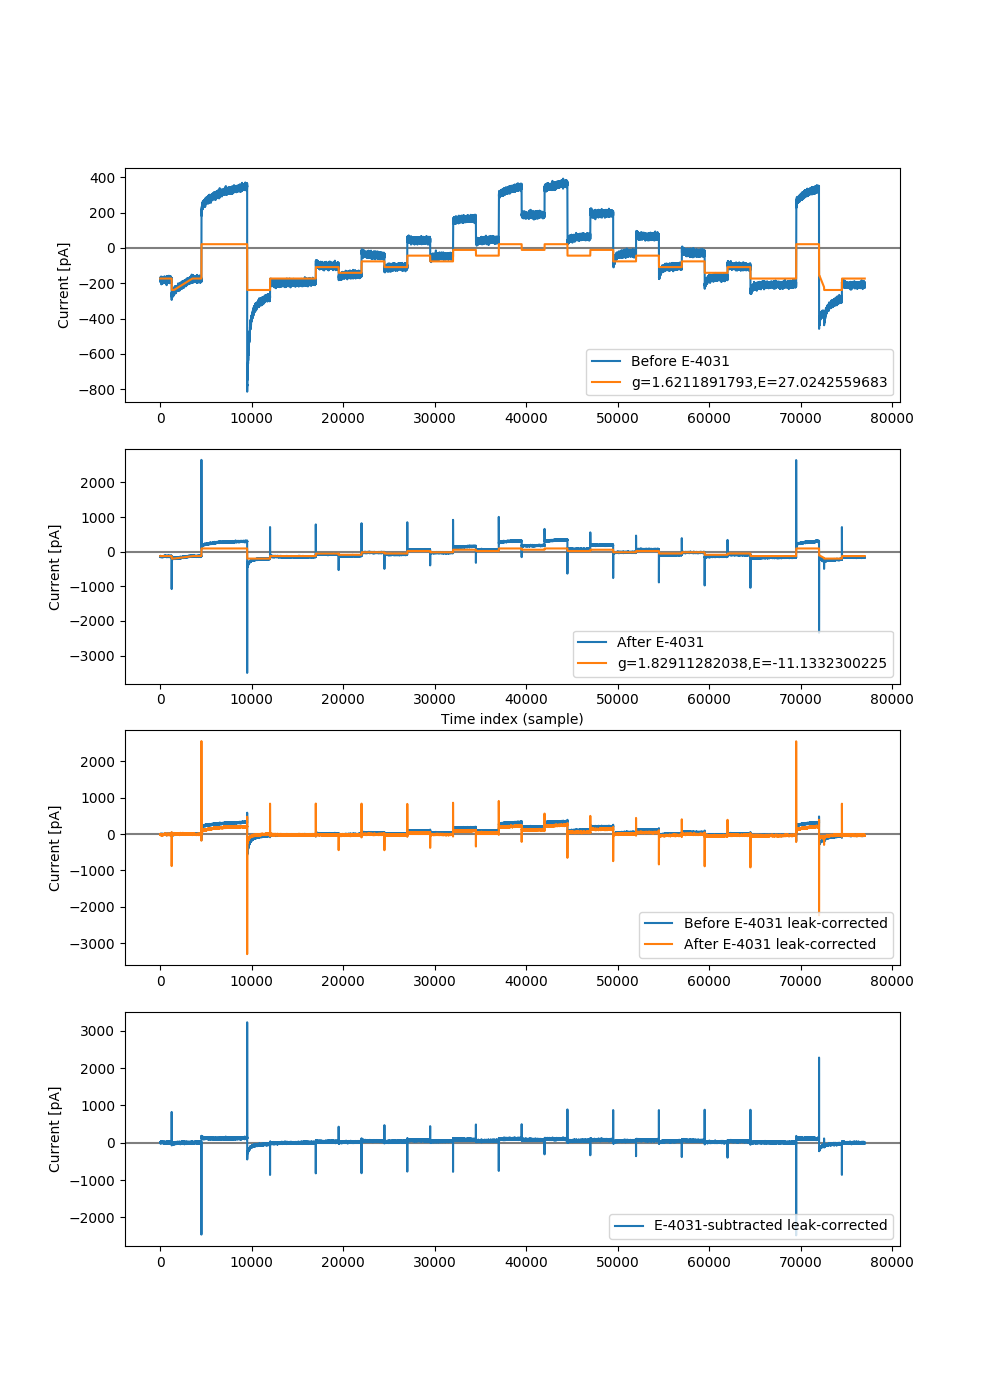 400
200
0
−200
−400
−600
−800
Current [pA]
Before E-4031
g=1.6211891793,E=27.0242559683
0 10000 20000 30000 40000 50000 60000 70000 80000
2000
1000
0
−1000
−2000
−3000
Current [pA]
After E-4031
g=1.82911282038,E=-11.1332300225
0 10000 20000 30000 40000 50000 60000 70000 80000
Time index (sample)
2000
1000
0
−1000
−2000
−3000
Current [pA]
Before E-4031 leak-corrected
After E-4031 leak-corrected
0 10000 20000 30000 40000 50000 60000 70000 80000
3000
2000
1000
0
−1000
−2000
Current [pA]
E-4031-subtracted leak-corrected
0 10000 20000 30000 40000 50000 60000 70000 80000